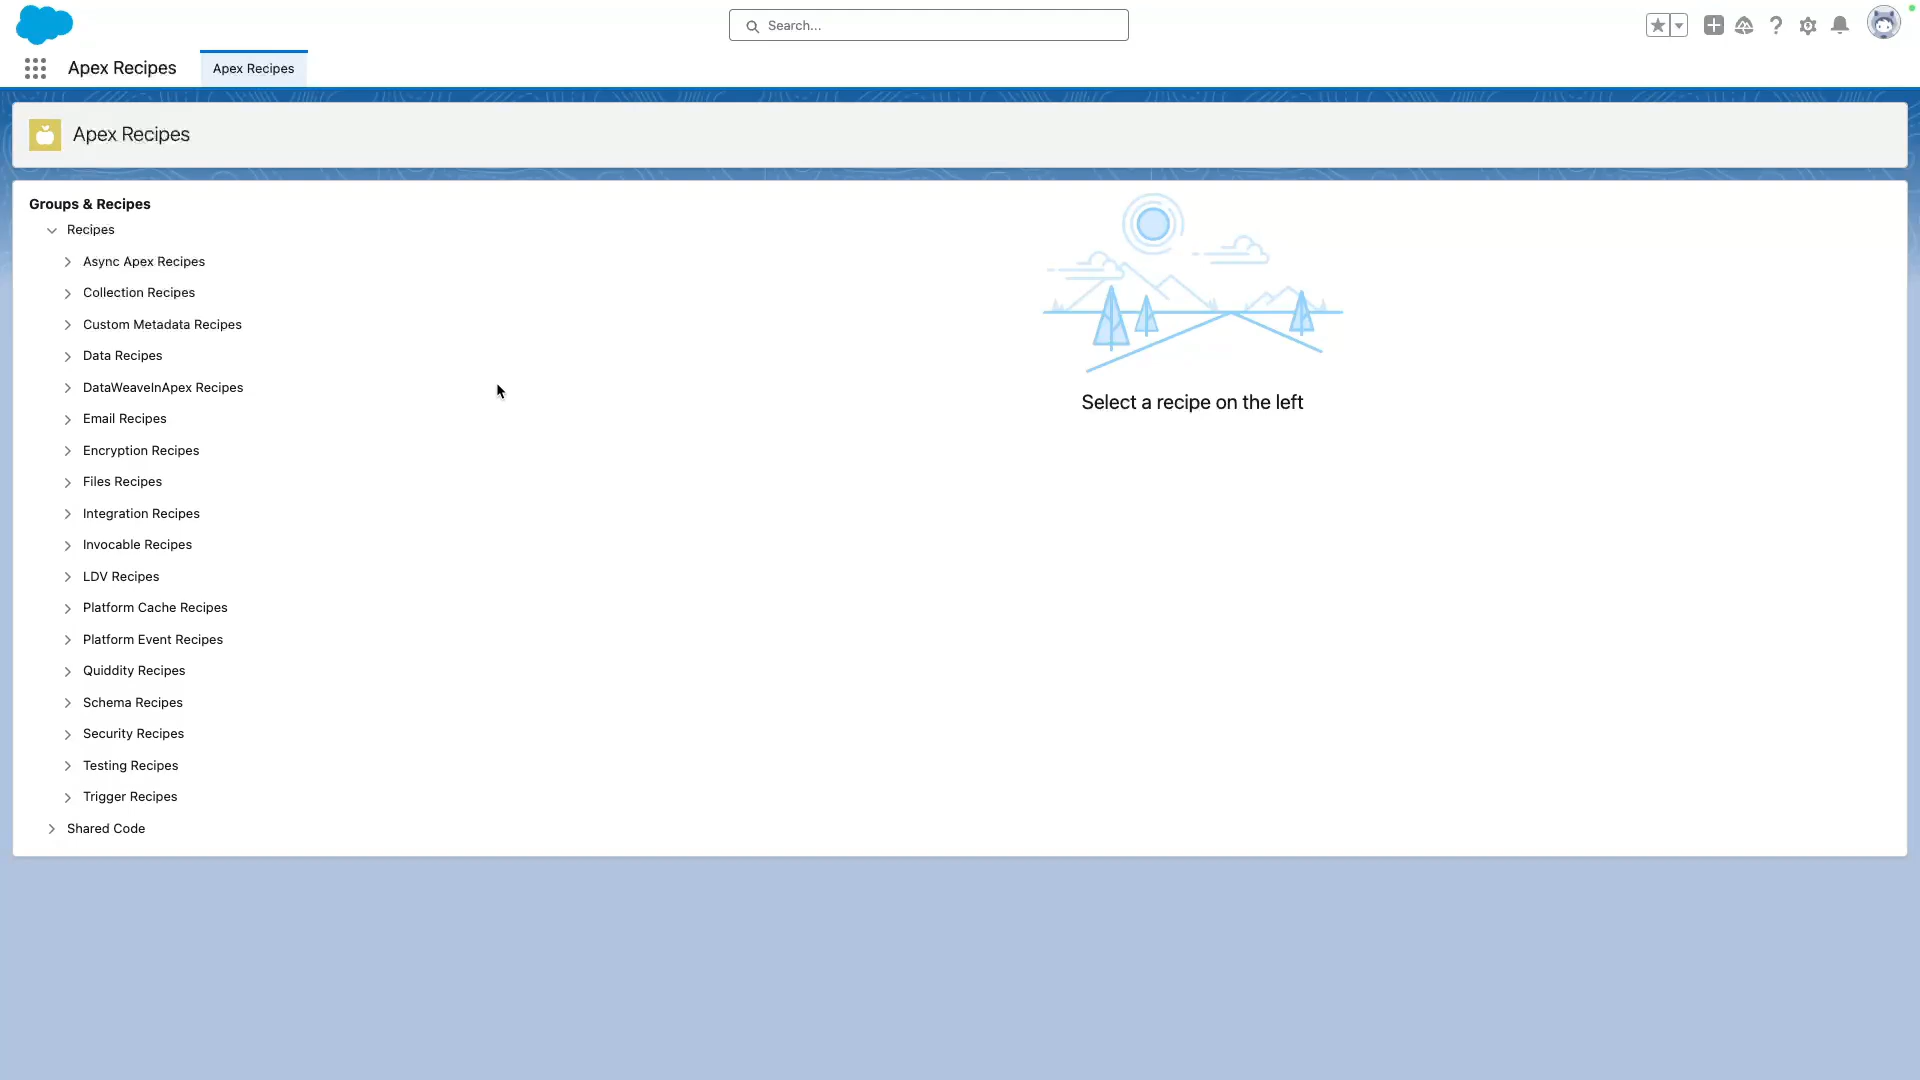 Search...
Apex Recipes
Apex Recipes
Apex Recipes
Groups & Recipes
Recipes
Async Apex Recipes
Collection Recipes
Custom Metadata Recipes
Data Recipes
DataWeaveInApex Recipes
Email Recipes
Encryption Recipes
Files Recipes
Integration Recipes
Invocable Recipes
LDV Recipes
Platform Cache Recipes
Platform Event Recipes
Quiddity Recipes
Schema Recipes
Security Recipes
Testing Recipes
Trigger Recipes
Shared Code
Select a recipe on the left